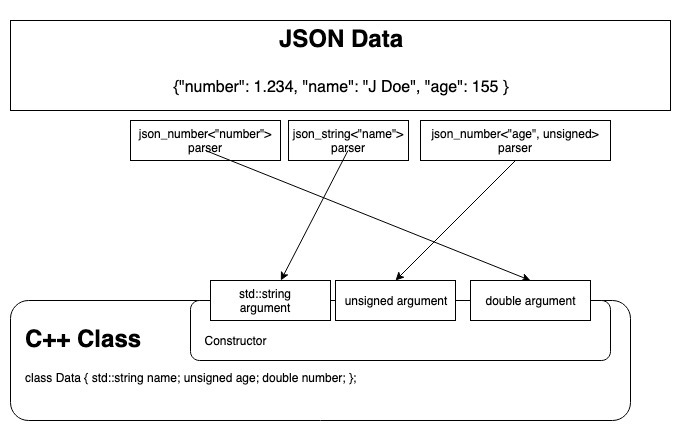 JSON Data
{"number": 1.234, "name": "J Doe", "age": 155 }
json_number<"number">
parser
json_string<"name">
parser
json_number<"age", unsigned>
parser
std::string
argument
unsigned argument
double argument
C++ Class
Constructor
class Data { std::string name; unsigned age; double number; };